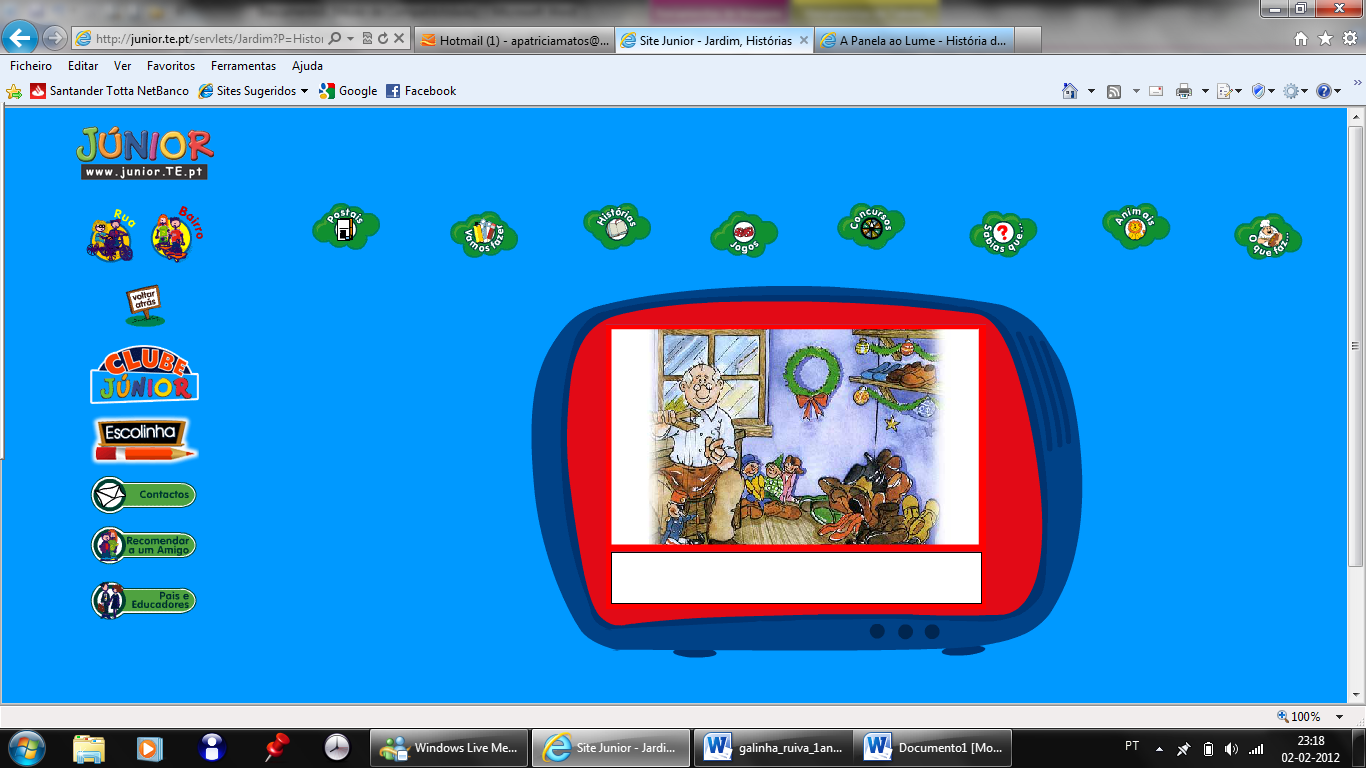 http://junior.te.pt/servlets/Jardim?P=Histo
Hotmail (1) - apatriciamatos@...
Site Junior - Jardim, Histórias
A Panela ao Lume - História d...
Ficheiro Editar Ver Favoritos Ferramentas Ajuda
Santander Totta NetBanco Sites Sugeridos Google Facebook
JÚNIOR
www.junior.TE.pt
Rua
Bairro
Postais
Vamos fazer
Histórias
Jogos
Concursos
Sabias que...
Animais
O que faz...
voltar
atrás
CLUBE
JÚNIOR
Escolinha
Contactos
Recomendar
a um Amigo
Pais e
Educadores
100%
Windows Live Me...
Site Junior - Jardi...
galinha_ruiva_1an...
Documento1 [Mo...
PT
23:18
02-02-2012